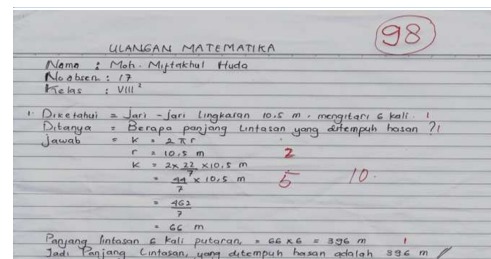 98
ULANGAN MATEMATIKA
Nama : Moh. Miftakhul Huda
No absen : 17
Kelas : VIII²
1. Diketahui = Jari - jari lingkaran 10.5 m. mengitari 6 kali. 1
Ditanya = Berapa panjang lintasan yang ditempuh hasan ? 1
Jawab = K = 2 π r
r = 10,5 m 2
K = 2 x 22/7 x 10,5 m
= 44/7 x 10,5 m 5 10.
= 462/7
= 66 m
Panjang lintasan 6 kali putaran, = 66 x 6 = 396 m 1
Jadi Panjang Lintasan, yang ditempuh hasan adalah 396 m //